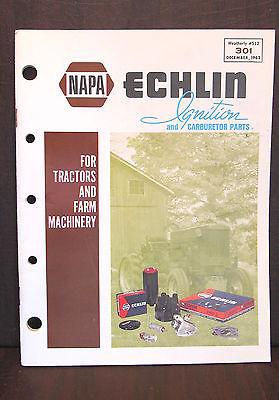 Weatherly #512
301
DECEMBER, 1963
NAPA
ECHLIN
Ignition
and CARBURETOR PARTS
FOR
TRACTORS
AND
FARM
MACHINERY